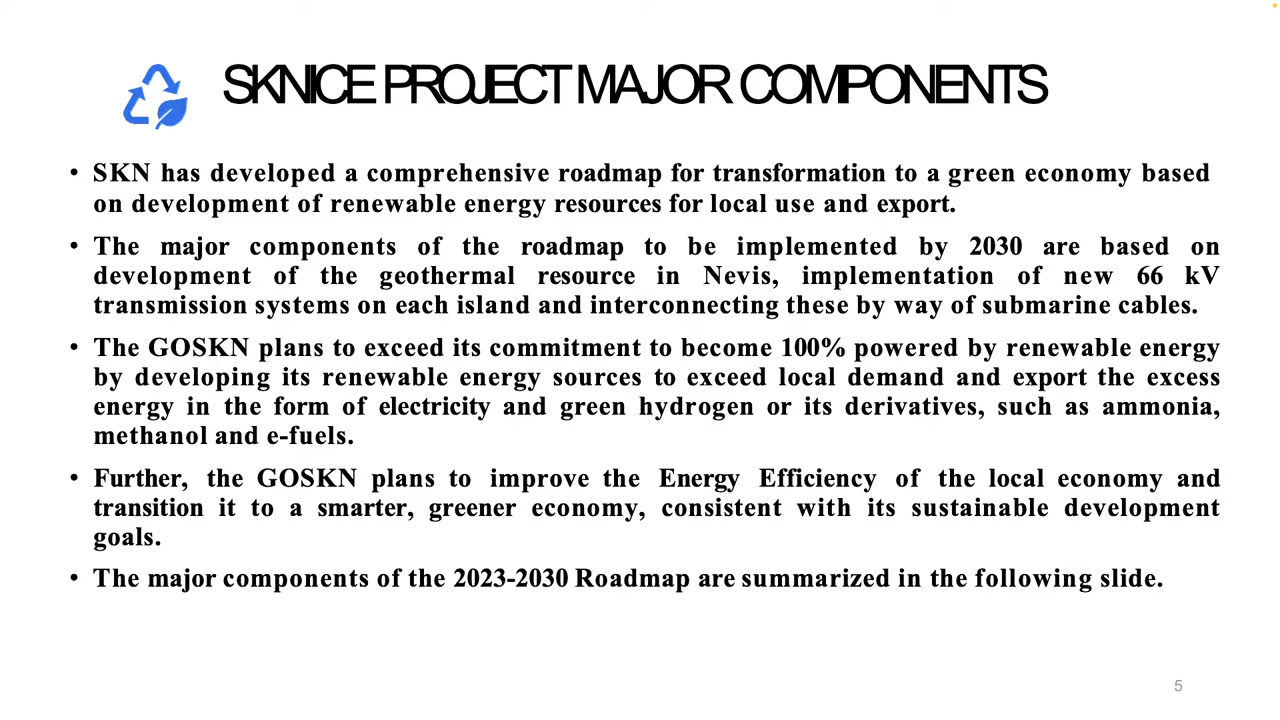 SKNICE PROJECT MAJOR COMPONENTS
• SKN has developed a comprehensive roadmap for transformation to a green economy based
on development of renewable energy resources for local use and export.
• The major components of the roadmap to be implemented by 2030 are based on
development of the geothermal resource in Nevis, implementation of new 66 kV
transmission systems on each island and interconnecting these by way of submarine cables.
• The GOSKN plans to exceed its commitment to become 100% powered by renewable energy
by developing its renewable energy sources to exceed local demand and export the excess
energy in the form of electricity and green hydrogen or its derivatives, such as ammonia,
methanol and e-fuels.
• Further, the GOSKN plans to improve the Energy Efficiency of the local economy and
transition it to a smarter, greener economy, consistent with its sustainable development
goals.
• The major components of the 2023-2030 Roadmap are summarized in the following slide.
5